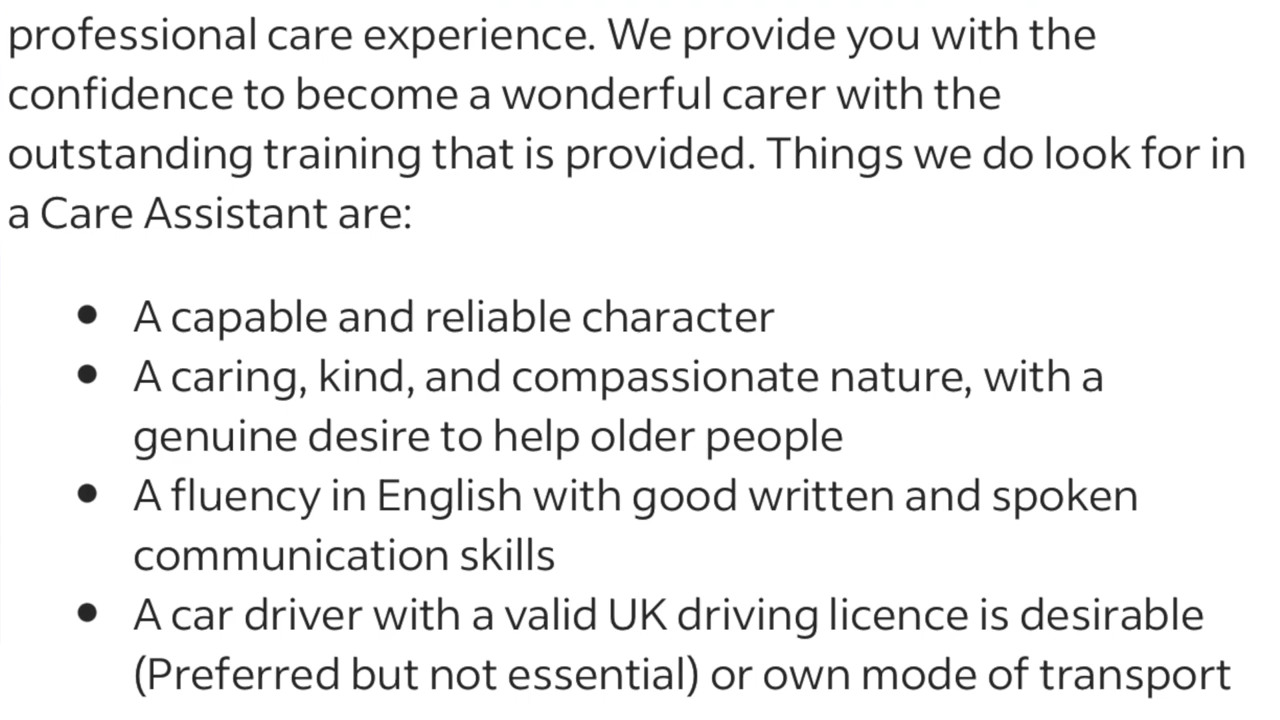 professional care experience. We provide you with the
confidence to become a wonderful carer with the
outstanding training that is provided. Things we do look for in
a Care Assistant are:
● A capable and reliable character
● A caring, kind, and compassionate nature, with a
genuine desire to help older people
● A fluency in English with good written and spoken
communication skills
● A car driver with a valid UK driving licence is desirable
(Preferred but not essential) or own mode of transport